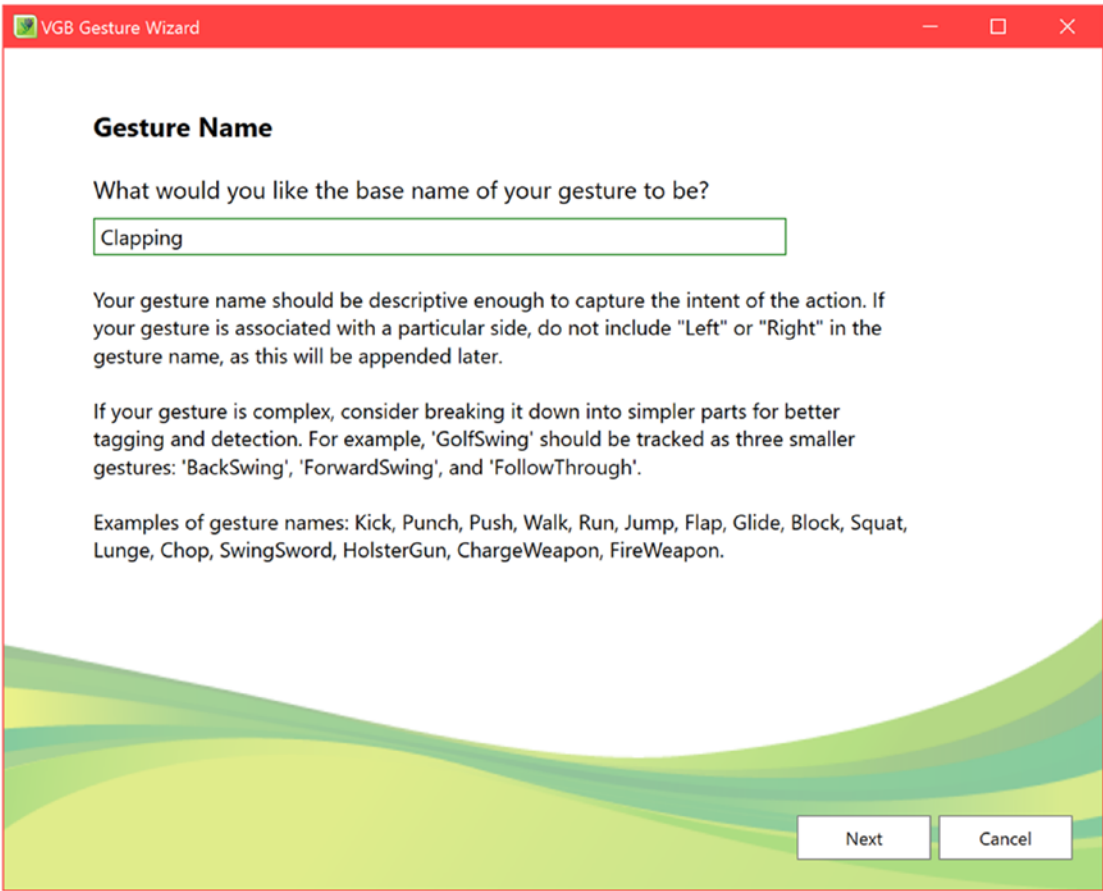 VGB Gesture Wizard
Gesture Name
What would you like the base name of your gesture to be?
Clapping
Your gesture name should be descriptive enough to capture the intent of the action. If
your gesture is associated with a particular side, do not include "Left" or "Right" in the
gesture name, as this will be appended later.
If your gesture is complex, consider breaking it down into simpler parts for better
tagging and detection. For example, 'GolfSwing' should be tracked as three smaller
gestures: 'BackSwing', 'ForwardSwing', and 'FollowThrough'.
Examples of gesture names: Kick, Punch, Push, Walk, Run, Jump, Flap, Glide, Block, Squat,
Lunge, Chop, SwingSword, HolsterGun, ChargeWeapon, FireWeapon.
Next Cancel